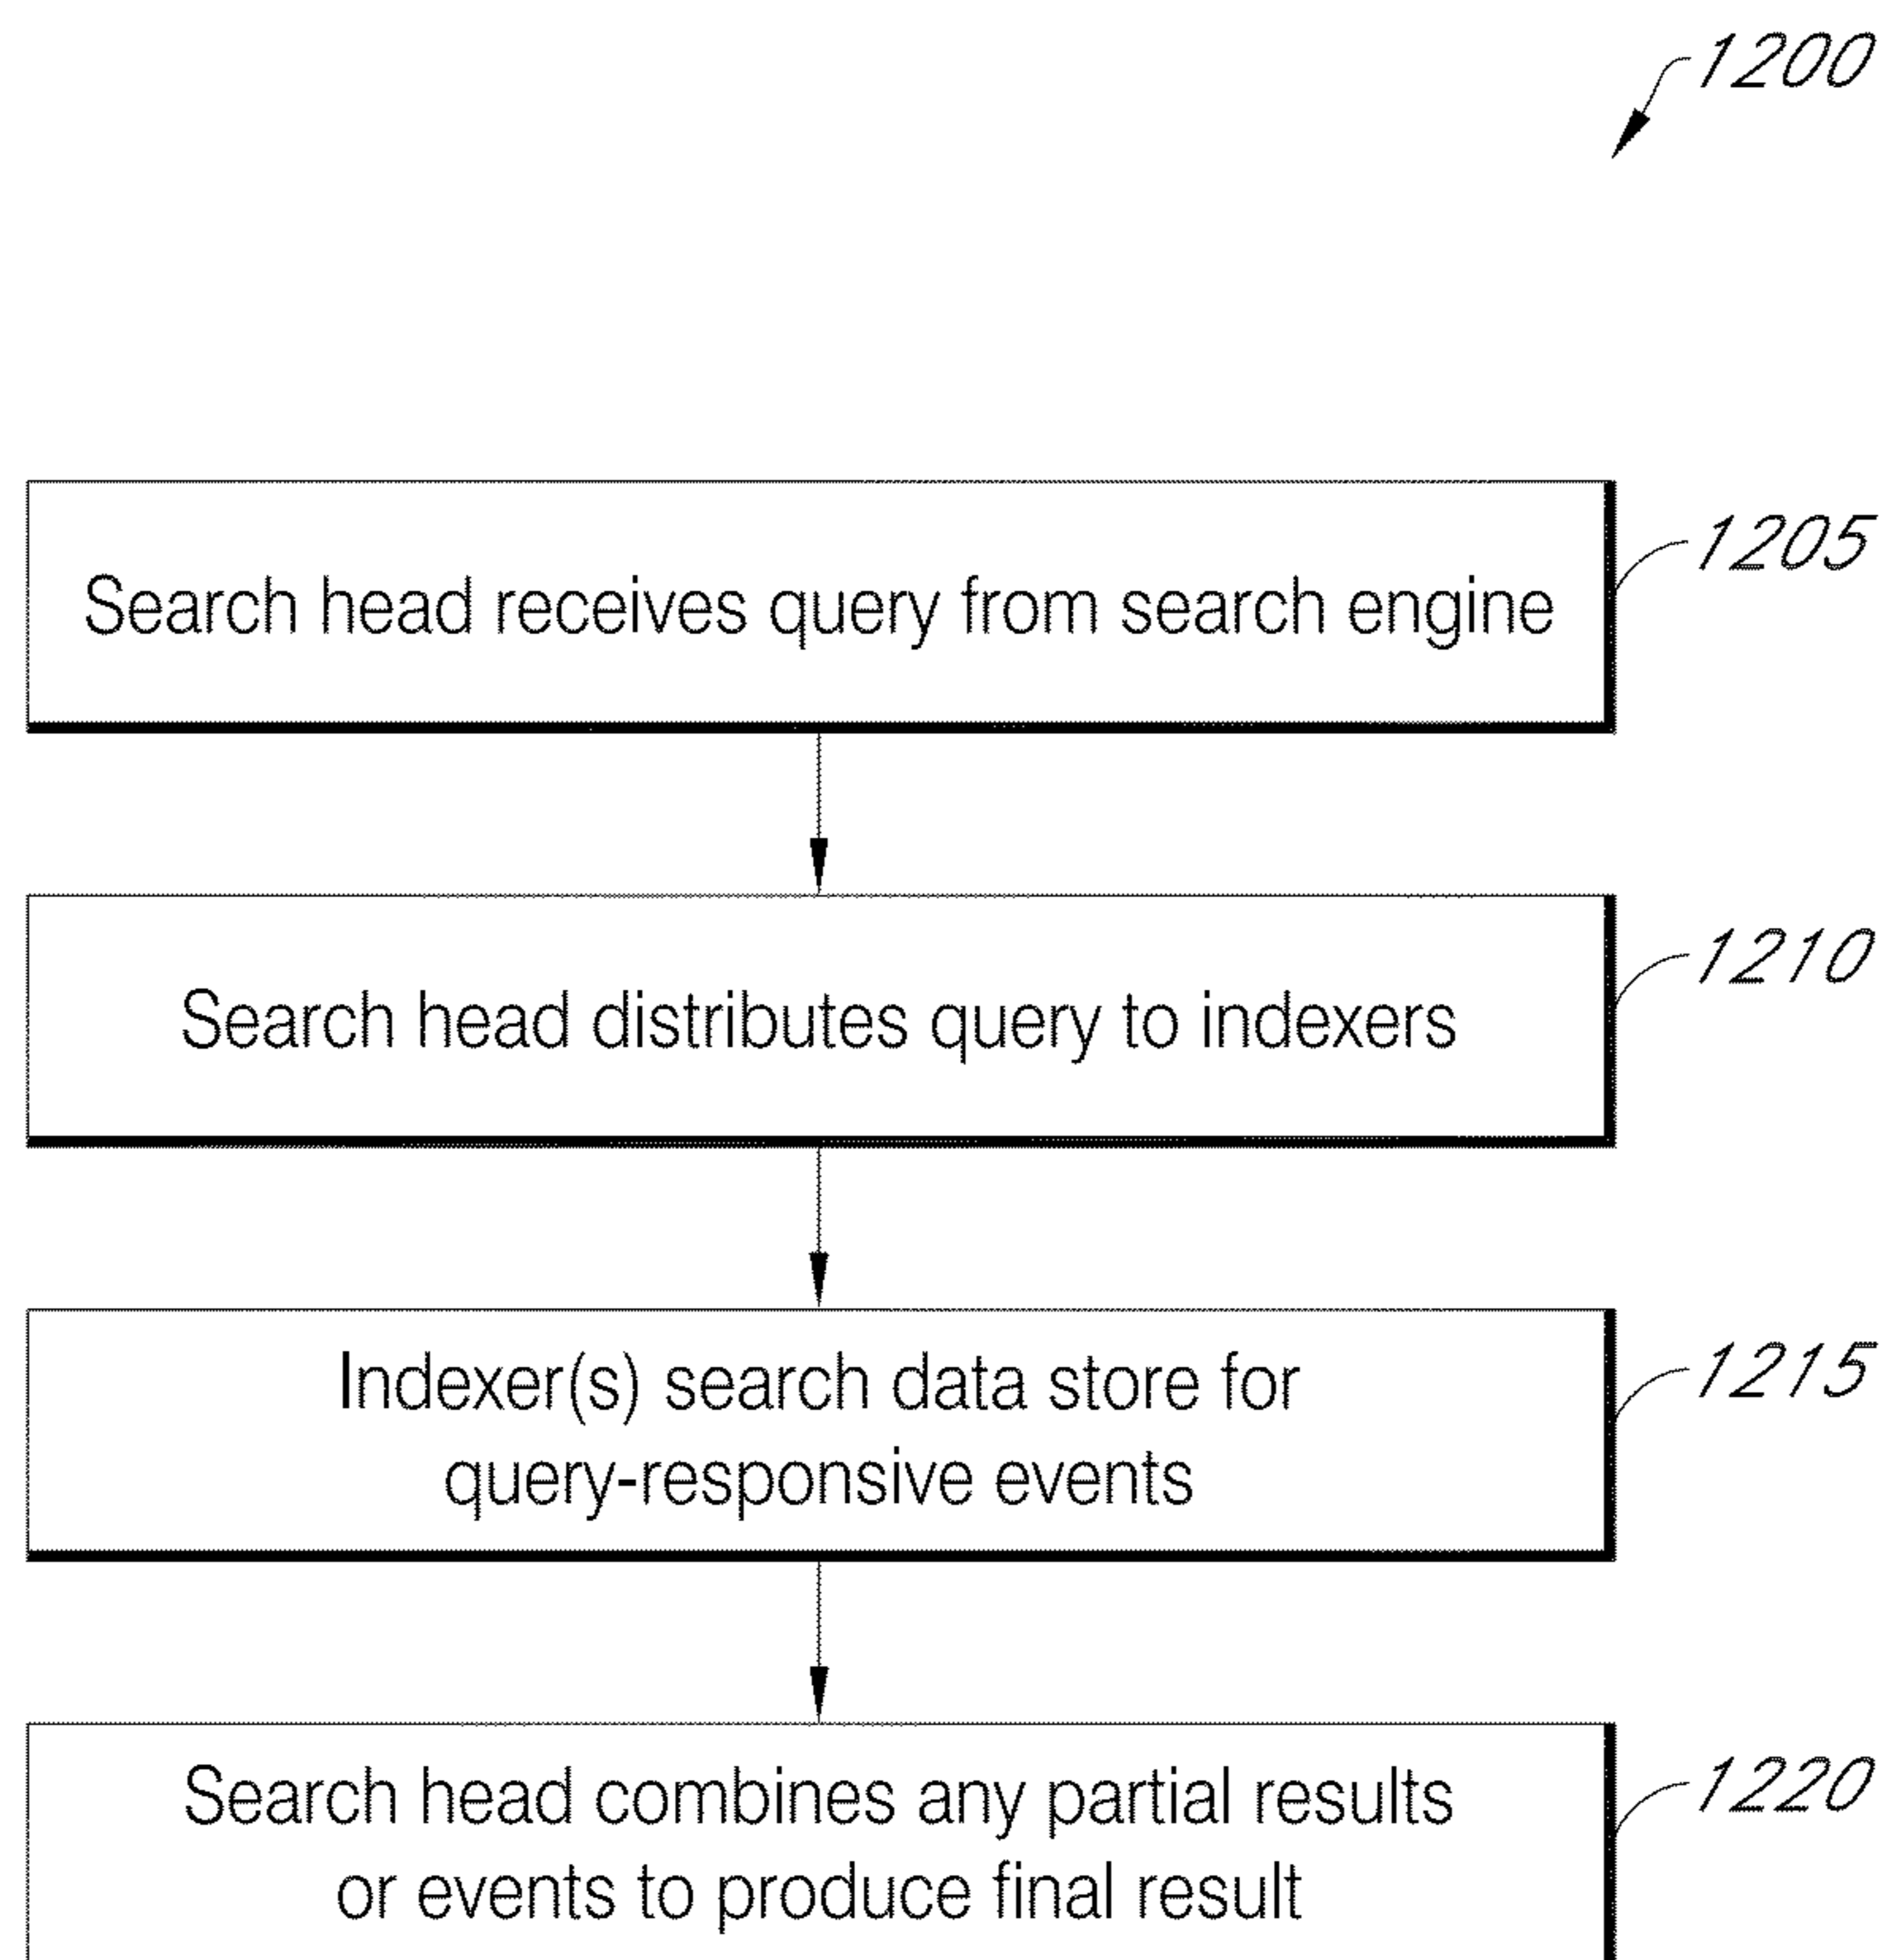 1200
Search head receives query from search engine
1205
Search head distributes query to indexers
1210
Indexer(s) search data store for
query-responsive events
1215
Search head combines any partial results
or events to produce final result
1220